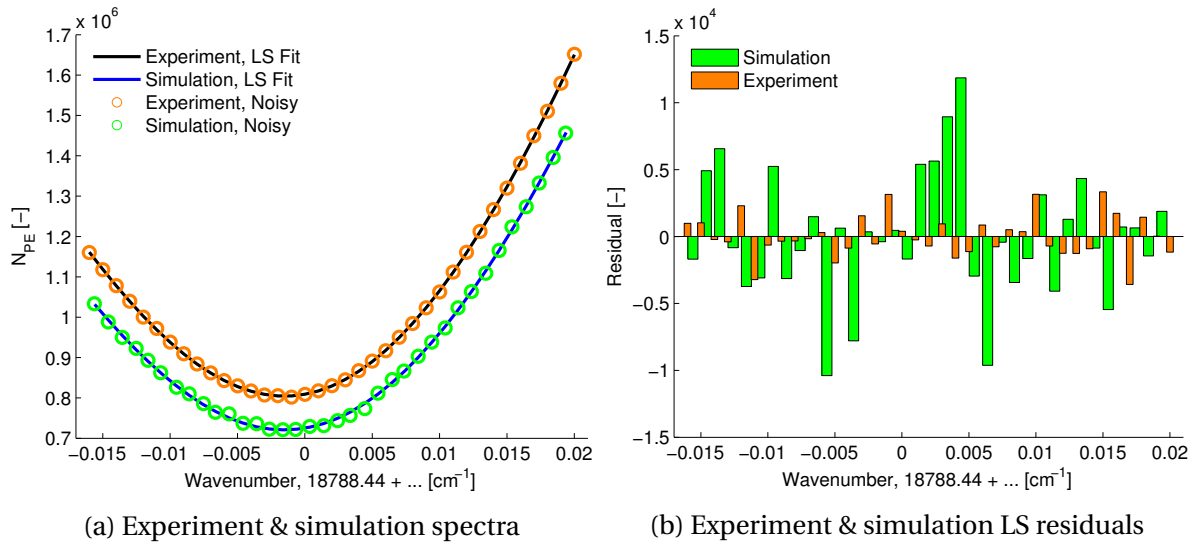 x 10^6
1.7
1.6
1.5
1.4
1.3
1.2
1.1
1
0.9
0.8
0.7
N_PE [−]
Experiment, LS Fit
Simulation, LS Fit
Experiment, Noisy
Simulation, Noisy
−0.015 −0.01 −0.005 0 0.005 0.01 0.015 0.02
Wavenumber, 18788.44 + ... [cm^−1]
(a) Experiment & simulation spectra
x 10^4
1.5
1
0.5
0
−0.5
−1
−1.5
Residual [−]
Simulation
Experiment
−0.015 −0.01 −0.005 0 0.005 0.01 0.015 0.02
Wavenumber, 18788.44 + ... [cm^−1]
(b) Experiment & simulation LS residuals